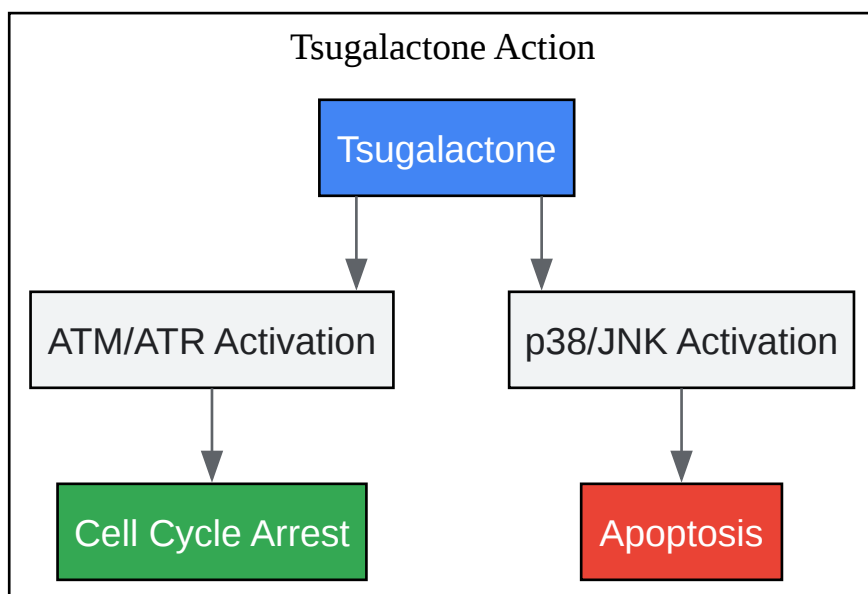 Tsugalactone Action
Tsugalactone
ATM/ATR Activation
p38/JNK Activation
Cell Cycle Arrest
Apoptosis